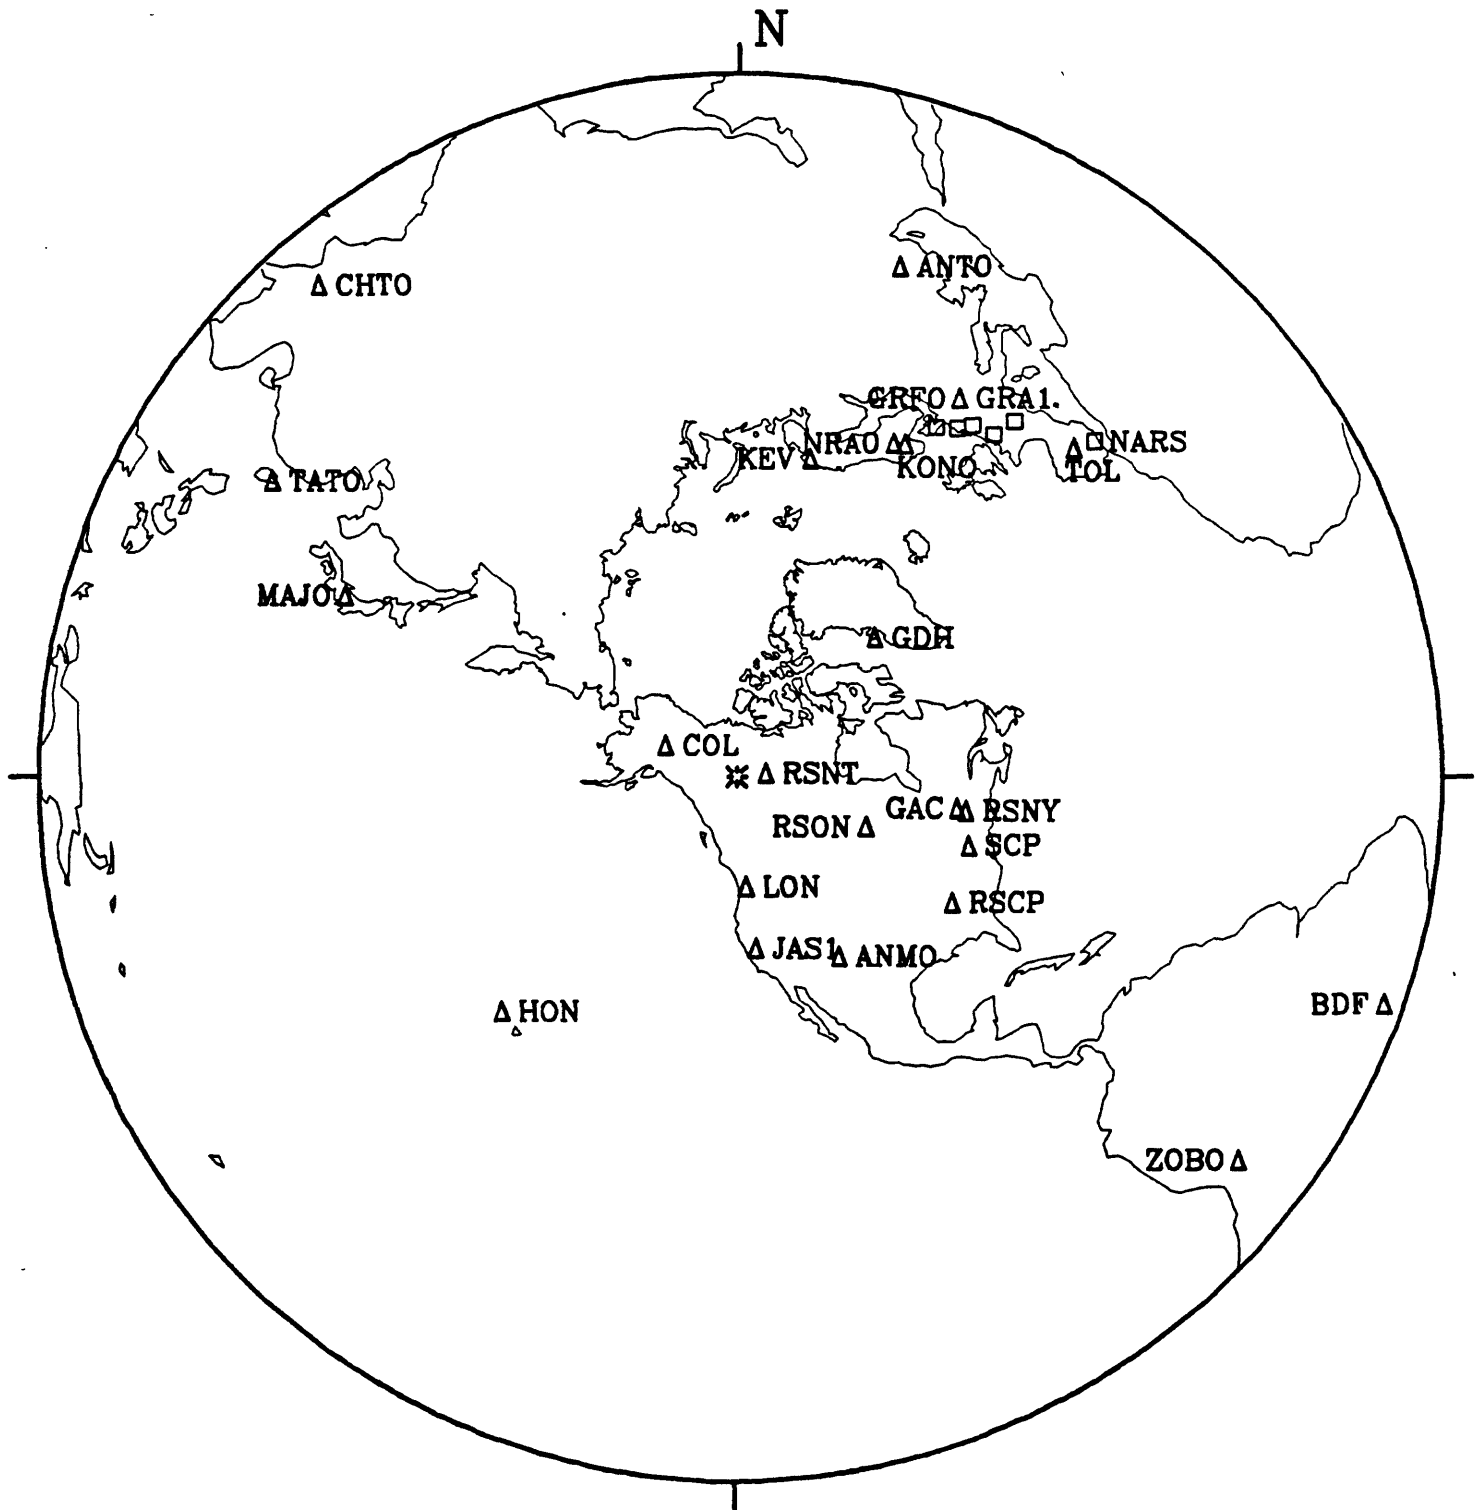 N
ANTO
CHTO
GRFO GRA1.
NRAO NARS
KEV KONO TOL
TATO
MAJO
GDH
COL
RSNT
GAC RSNY
RSON
SCP
LON
RSCP
JAS1 ANMO
HON BDF
ZOBO